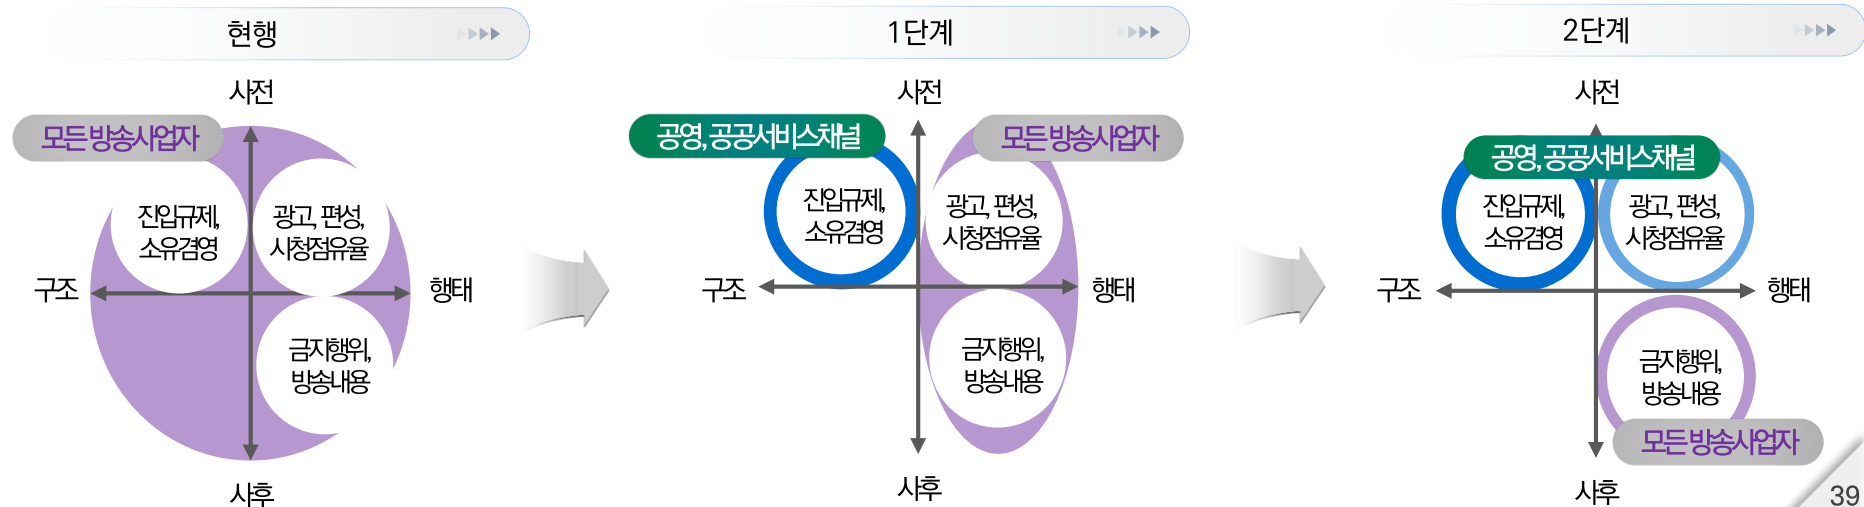 현행
사전
모든 방송사업자
진입규제,
소유겸영
광고, 편성,
시청점유율
구조
행태
금지행위,
방송내용
사후
1단계
사전
공영, 공공서비스채널
모든 방송사업자
진입규제,
소유겸영
광고, 편성,
시청점유율
구조
행태
금지행위,
방송내용
사후
2단계
사전
공영, 공공서비스채널
진입규제,
소유겸영
광고, 편성,
시청점유율
구조
행태
금지행위,
방송내용
모든 방송사업자
사후
39